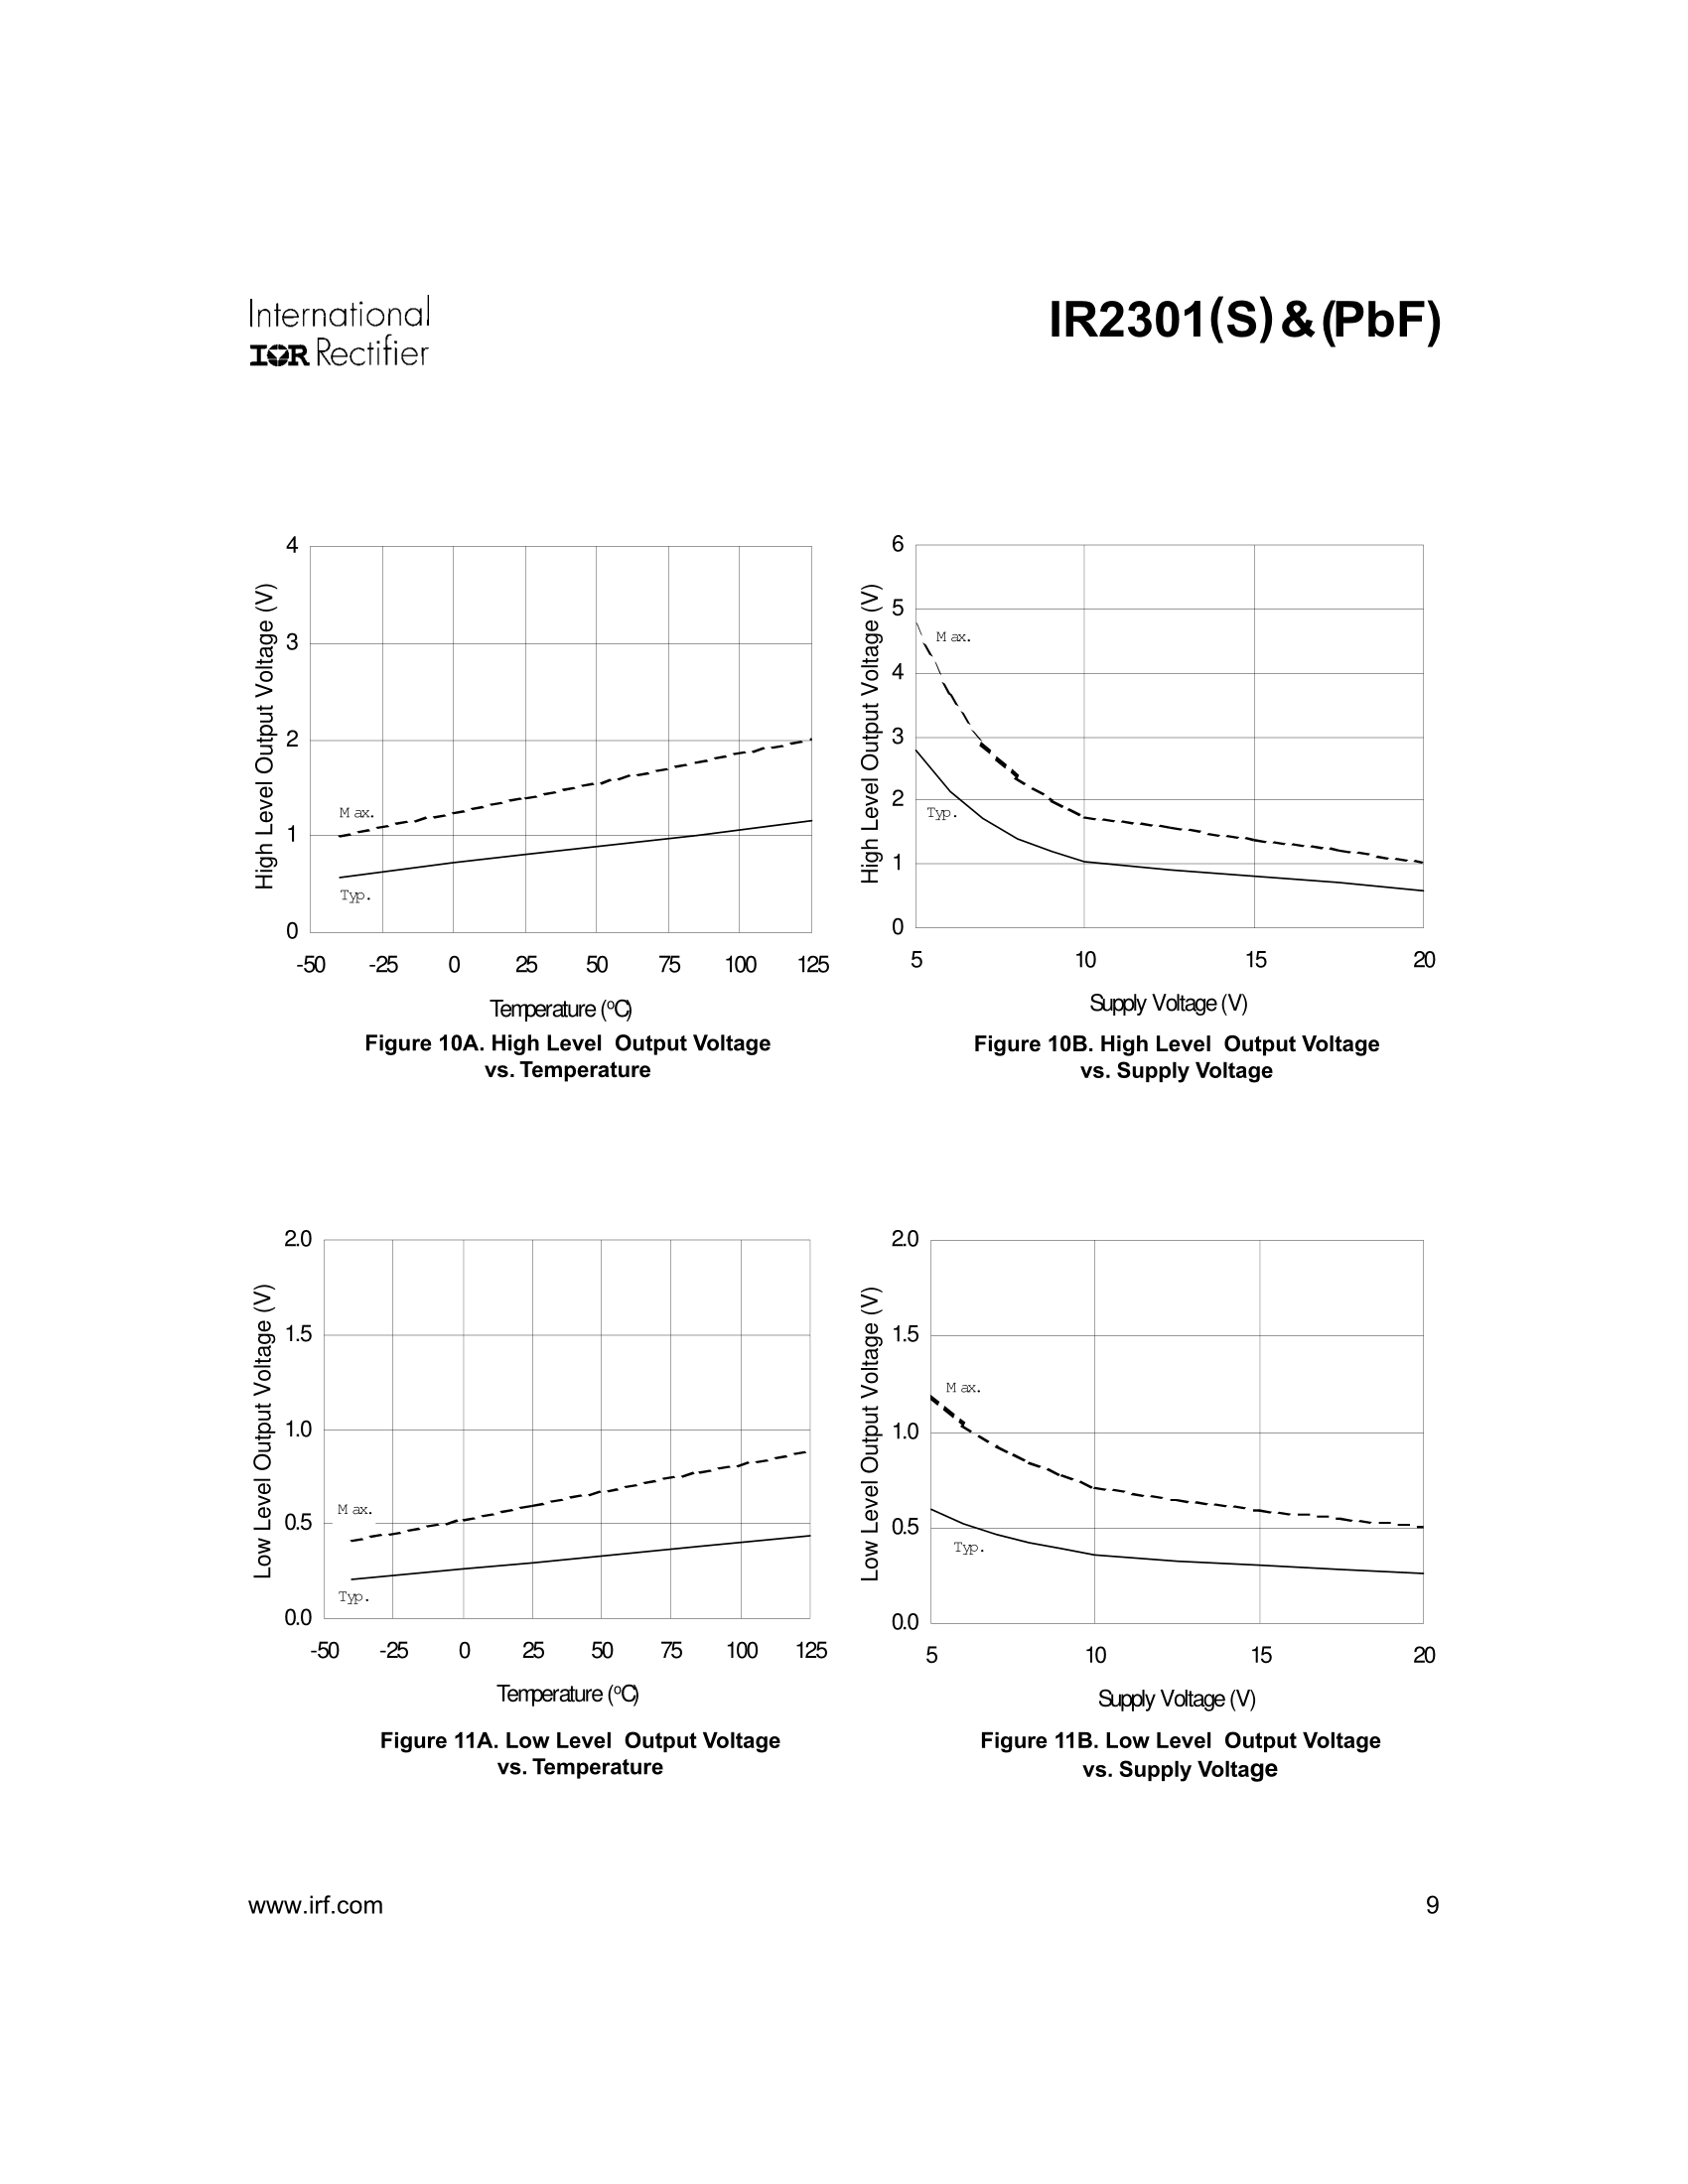 International
IOR Rectifier
IR2301(S) & (PbF)
High Level Output Voltage (V)
4
3
2
1
0
Max.
Typ.
-50 -25 0 25 50 75 100 125
Temperature (ºC)
Figure 10A. High Level Output Voltage
vs. Temperature
High Level Output Voltage (V)
6
5
4
3
2
1
0
Max.
Typ.
5 10 15 20
Supply Voltage (V)
Figure 10B. High Level Output Voltage
vs. Supply Voltage
Low Level Output Voltage (V)
2.0
1.5
1.0
0.5
0.0
Max.
Typ.
-50 -25 0 25 50 75 100 125
Temperature (ºC)
Figure 11A. Low Level Output Voltage
vs. Temperature
Low Level Output Voltage (V)
2.0
1.5
1.0
0.5
0.0
Max.
Typ.
5 10 15 20
Supply Voltage (V)
Figure 11B. Low Level Output Voltage
vs. Supply Voltage
www.irf.com
9